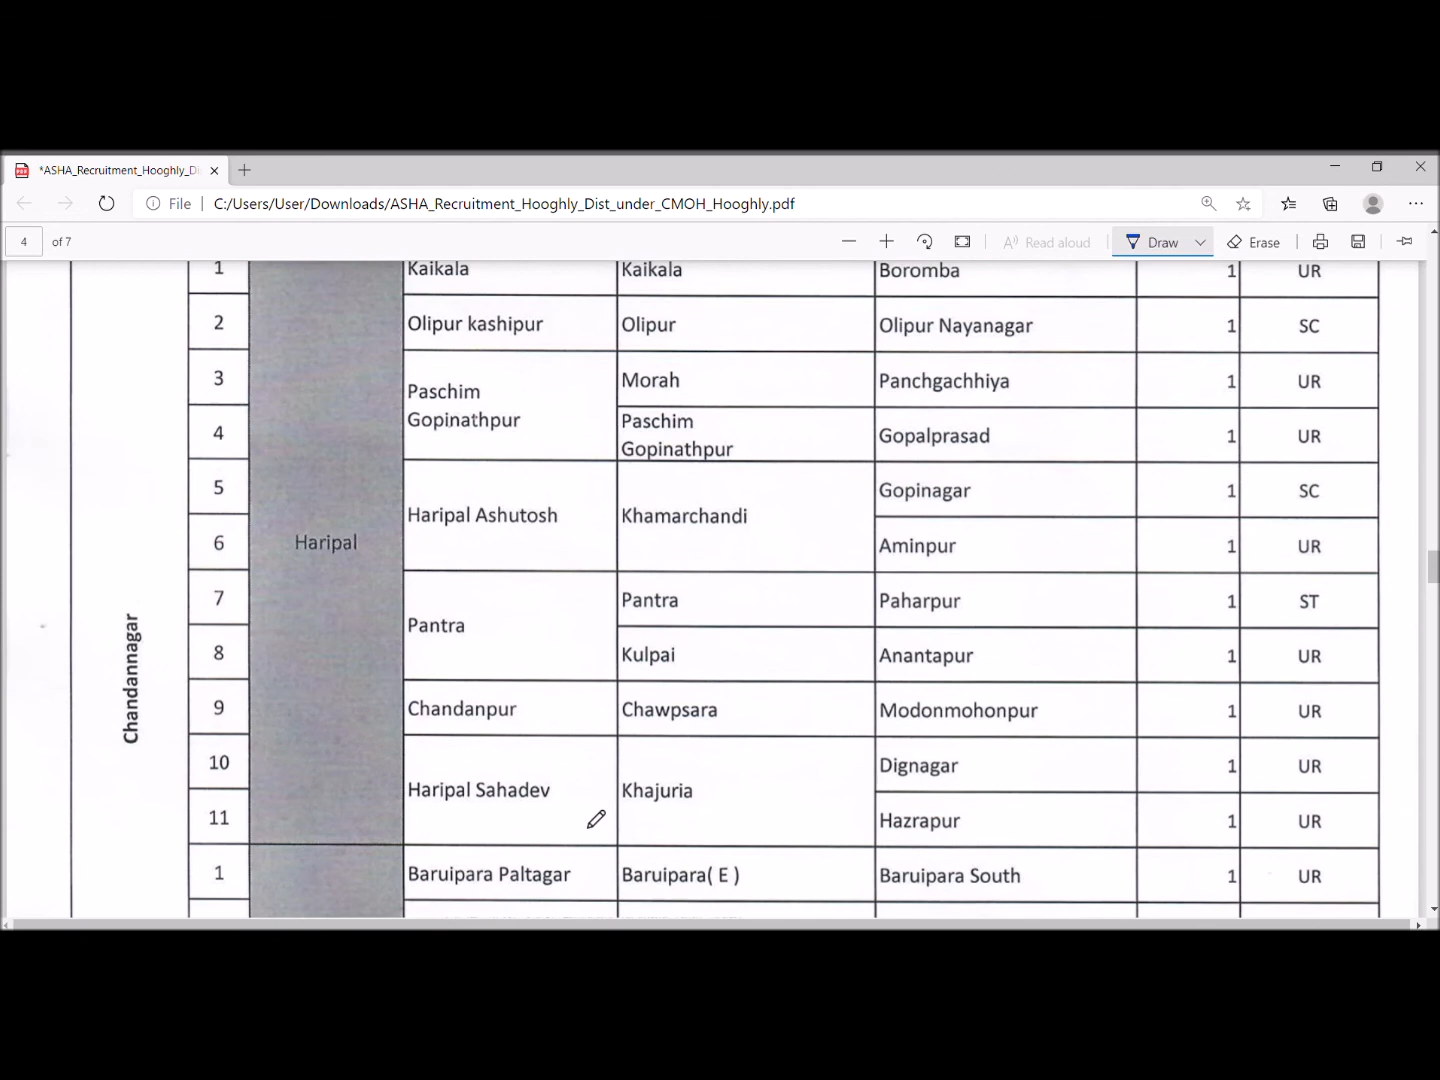 *ASHA_Recruitment_Hooghly_Di
File C:/Users/User/Downloads/ASHA_Recruitment_Hooghly_Dist_under_CMOH_Hooghly.pdf
4 of 7 Read aloud Draw Erase
1 Kaikala Kaikala Boromba 1 UR
2 Olipur kashipur Olipur Olipur Nayanagar 1 SC
3 Paschim Gopinathpur Morah Panchgachhiya 1 UR
4 Paschim Gopinathpur Gopalprasad 1 UR
5 Haripal Ashutosh Khamarchandi Gopinagar 1 SC
6 Haripal Aminpur 1 UR
7 Pantra Pantra Paharpur 1 ST
Chandannagar
8 Kulpai Anantapur 1 UR
9 Chandanpur Chawpsara Modonmohonpur 1 UR
10 Haripal Sahadev Khajuria Dignagar 1 UR
11 Hazrapur 1 UR
1 Baruipara Paltagar Baruipara( E ) Baruipara South 1 UR